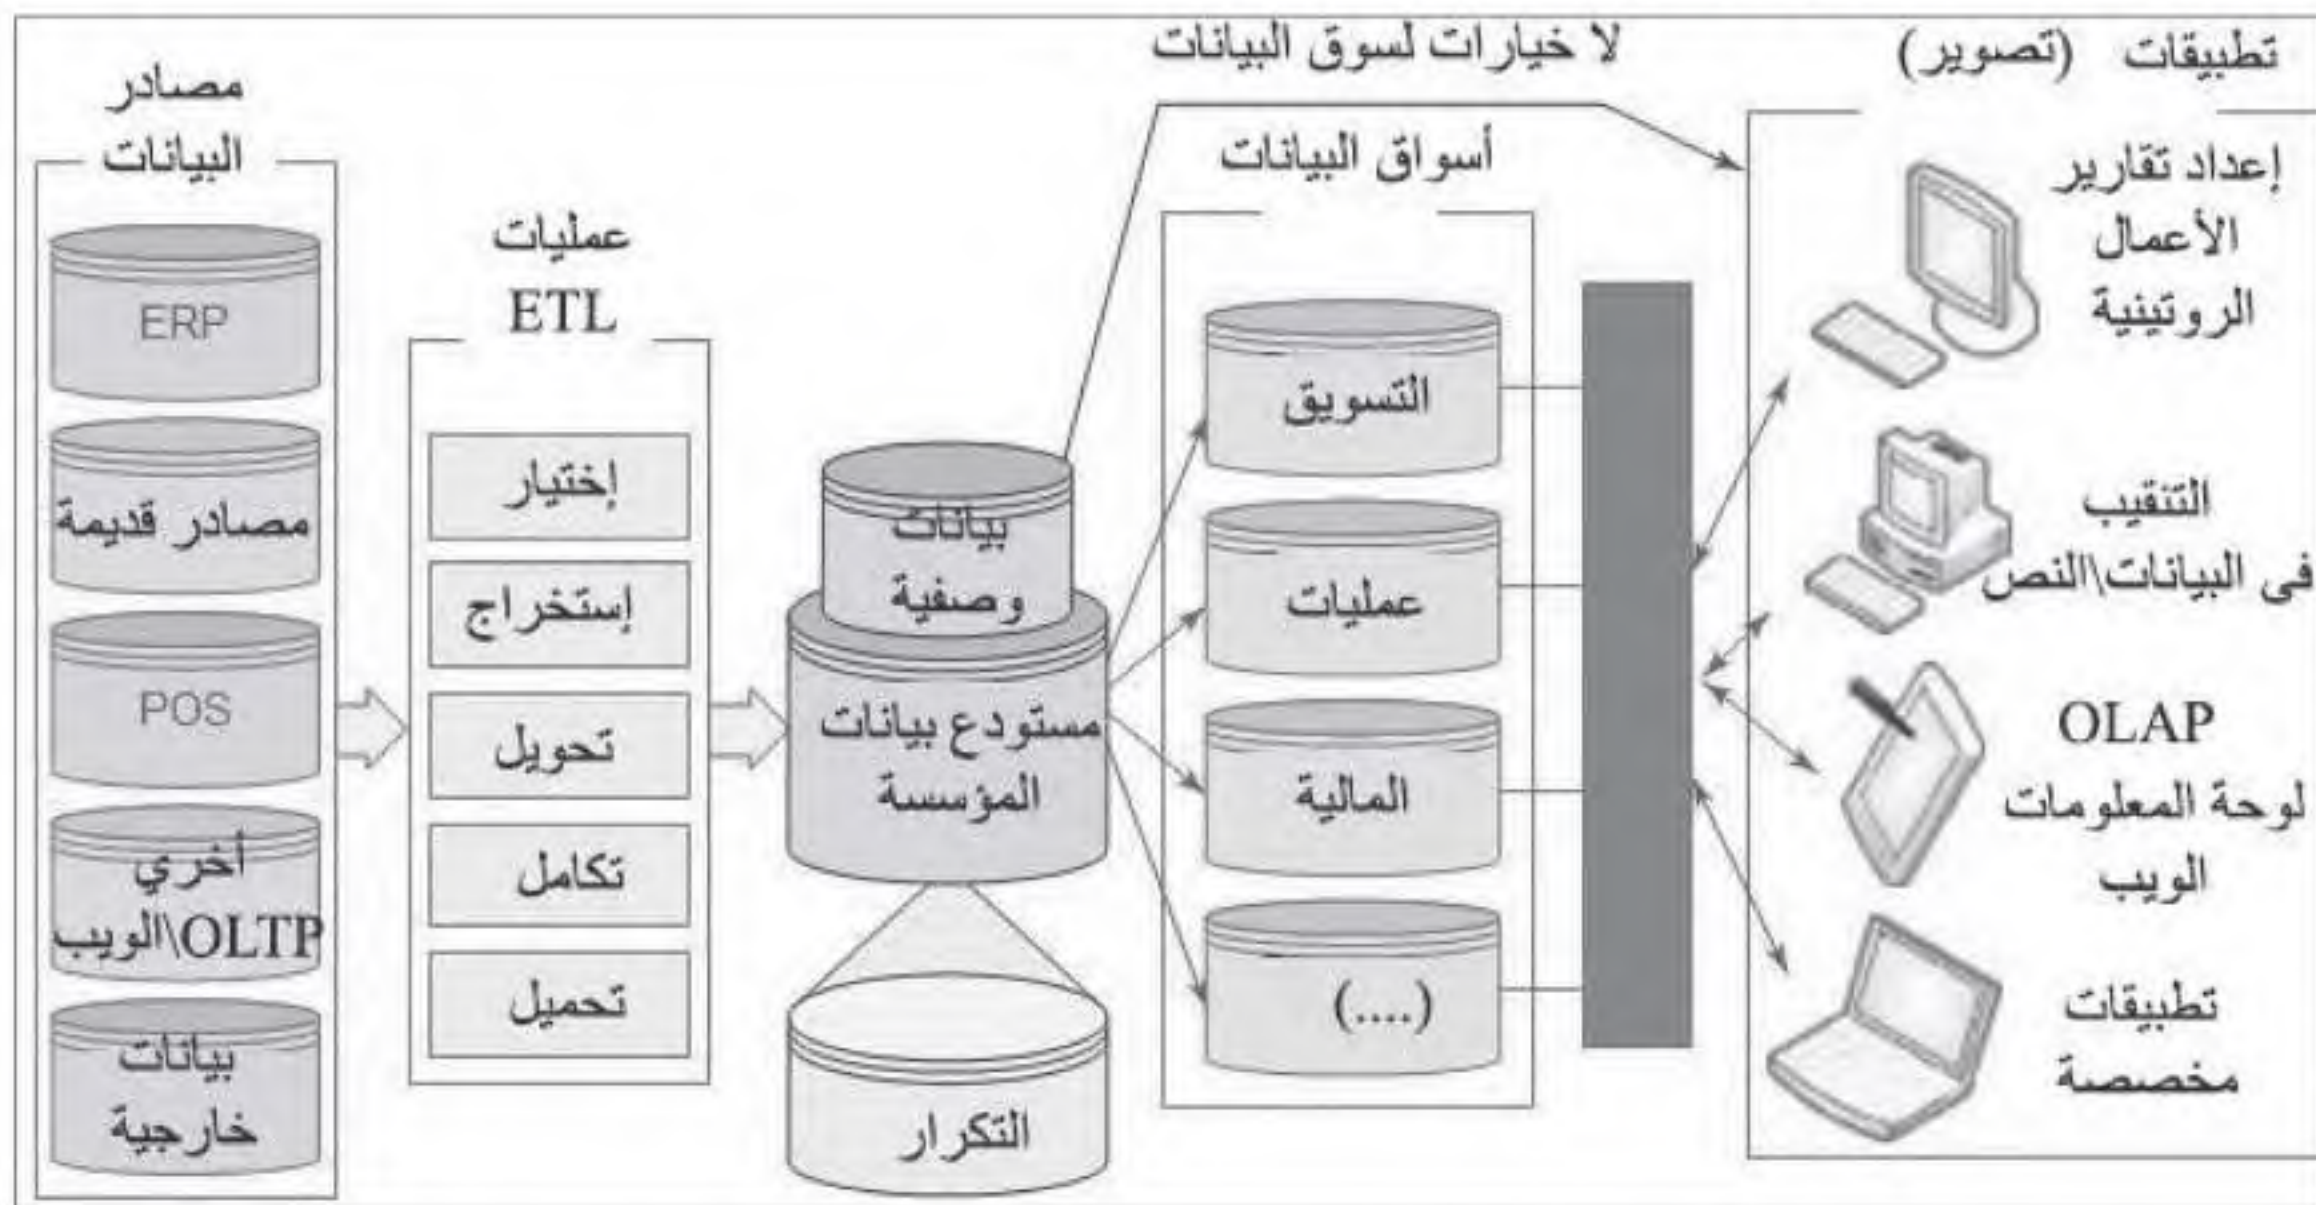 لا خيارات لسوق البيانات
تطبيقات (تصوير)
مصادر
البيانات
ERP
مصادر قديمة
POS
أخري
OLTP\الويب
بيانات
خارجية
عمليات
ETL
إختيار
إستخراج
تحويل
تكامل
تحميل
بيانات
وصفية
مستودع بيانات
المؤسسة
التكرار
أسواق البيانات
التسويق
عمليات
المالية
(....)
إعداد تقارير
الأعمال
الروتينية
التنقيب
فى البيانات\النص
OLAP
لوحة المعلومات
الويب
تطبيقات
مخصصة